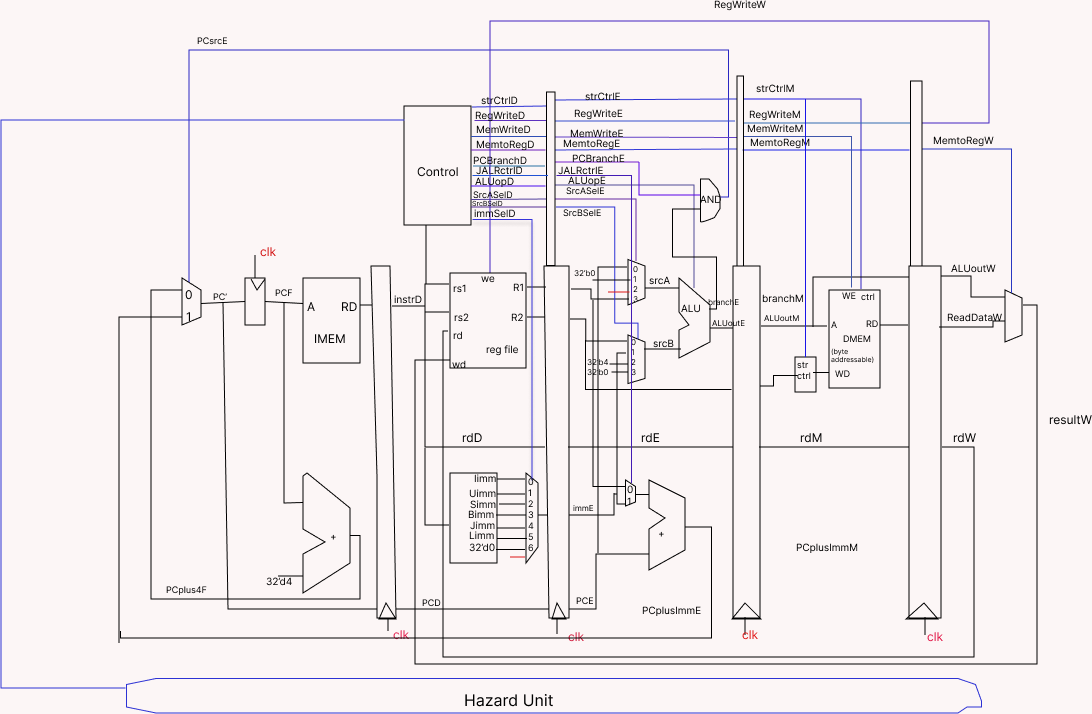 RegWriteW
PCsrcE
strCtrlD
strCtrlE
strCtrlM
RegWriteD
RegWriteE
RegWriteM
MemWriteD
MemWriteE
MemWriteM
MemtoRegD
MemtoRegE
MemtoRegM
MemtoRegW
PCBranchD
PCBranchE
Control
JALRctrlD
JALRctrlE
ALUopD
ALUopE
SrcASelD
SrcASelE
SrcBSelD
SrcBSelE
immSelD
AND
clk
0
1
PC'
PCF
A
RD
IMEM
instrD
we
rs1
rs2
rd
wd
R1
R2
reg file
32'b0
0
1
2
3
srcA
ALU
branchE
ALUoutE
branchM
ALUoutM
WE
ctrl
A
RD
DMEM
(byte
addressable)
WD
str
ctrl
ALUoutW
ReadDataW
0
1
2
3
32'b4
32'b0
srcB
resultW
rdD
rdE
rdM
rdW
Iimm
Uimm
Simm
Bimm
Jimm
Limm
32'd0
0
1
2
3
4
5
6
immE
0
1
+
+
32'd4
PCplus4F
PCD
PCE
PCplusImmE
PCplusImmM
clk
clk
clk
clk
Hazard Unit